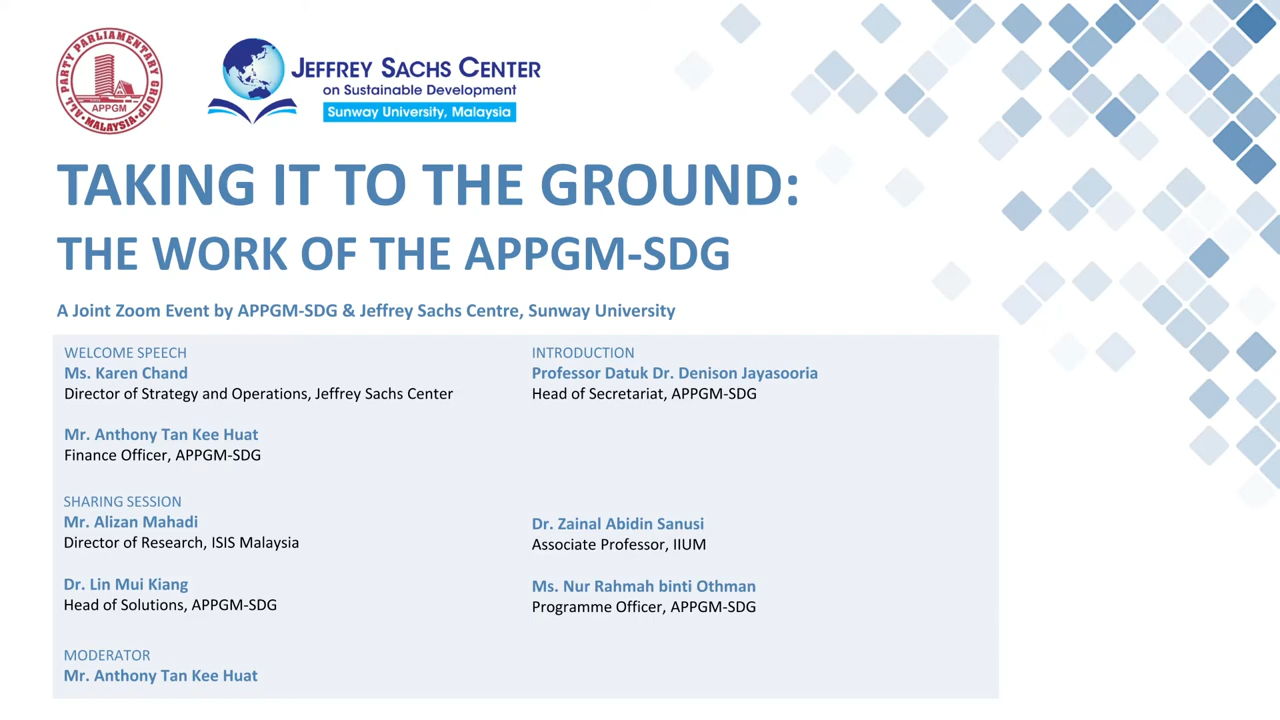 ALL PARTY PARLIAMENTARY GROUP
APPGM
MALAYSIA
JEFFREY SACHS CENTER
on Sustainable Development
Sunway University, Malaysia
TAKING IT TO THE GROUND:
THE WORK OF THE APPGM-SDG
A Joint Zoom Event by APPGM-SDG & Jeffrey Sachs Centre, Sunway University
WELCOME SPEECH
Ms. Karen Chand
Director of Strategy and Operations, Jeffrey Sachs Center
Mr. Anthony Tan Kee Huat
Finance Officer, APPGM-SDG
INTRODUCTION
Professor Datuk Dr. Denison Jayasooria
Head of Secretariat, APPGM-SDG
SHARING SESSION
Mr. Alizan Mahadi
Director of Research, ISIS Malaysia
Dr. Lin Mui Kiang
Head of Solutions, APPGM-SDG
Dr. Zainal Abidin Sanusi
Associate Professor, IIUM
Ms. Nur Rahmah binti Othman
Programme Officer, APPGM-SDG
MODERATOR
Mr. Anthony Tan Kee Huat